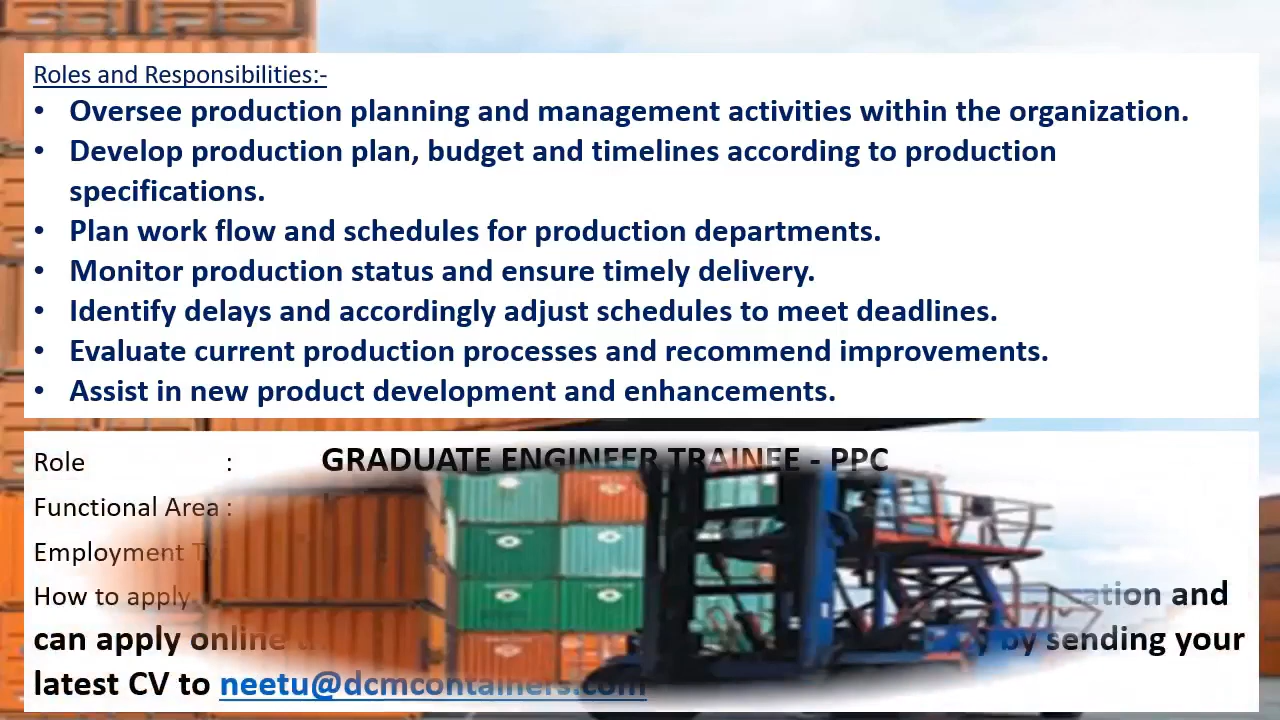 Roles and Responsibilities:-
• Oversee production planning and management activities within the organization.
• Develop production plan, budget and timelines according to production
specifications.
• Plan work flow and schedules for production departments.
• Monitor production status and ensure timely delivery.
• Identify delays and accordingly adjust schedules to meet deadlines.
• Evaluate current production processes and recommend improvements.
• Assist in new product development and enhancements.
Role : GRADUATE ENGINEER TRAINEE - PPC
Functional Area :
Employment
How to apply and
can apply online by sending your
latest CV to neetu@dcmcontainers.com